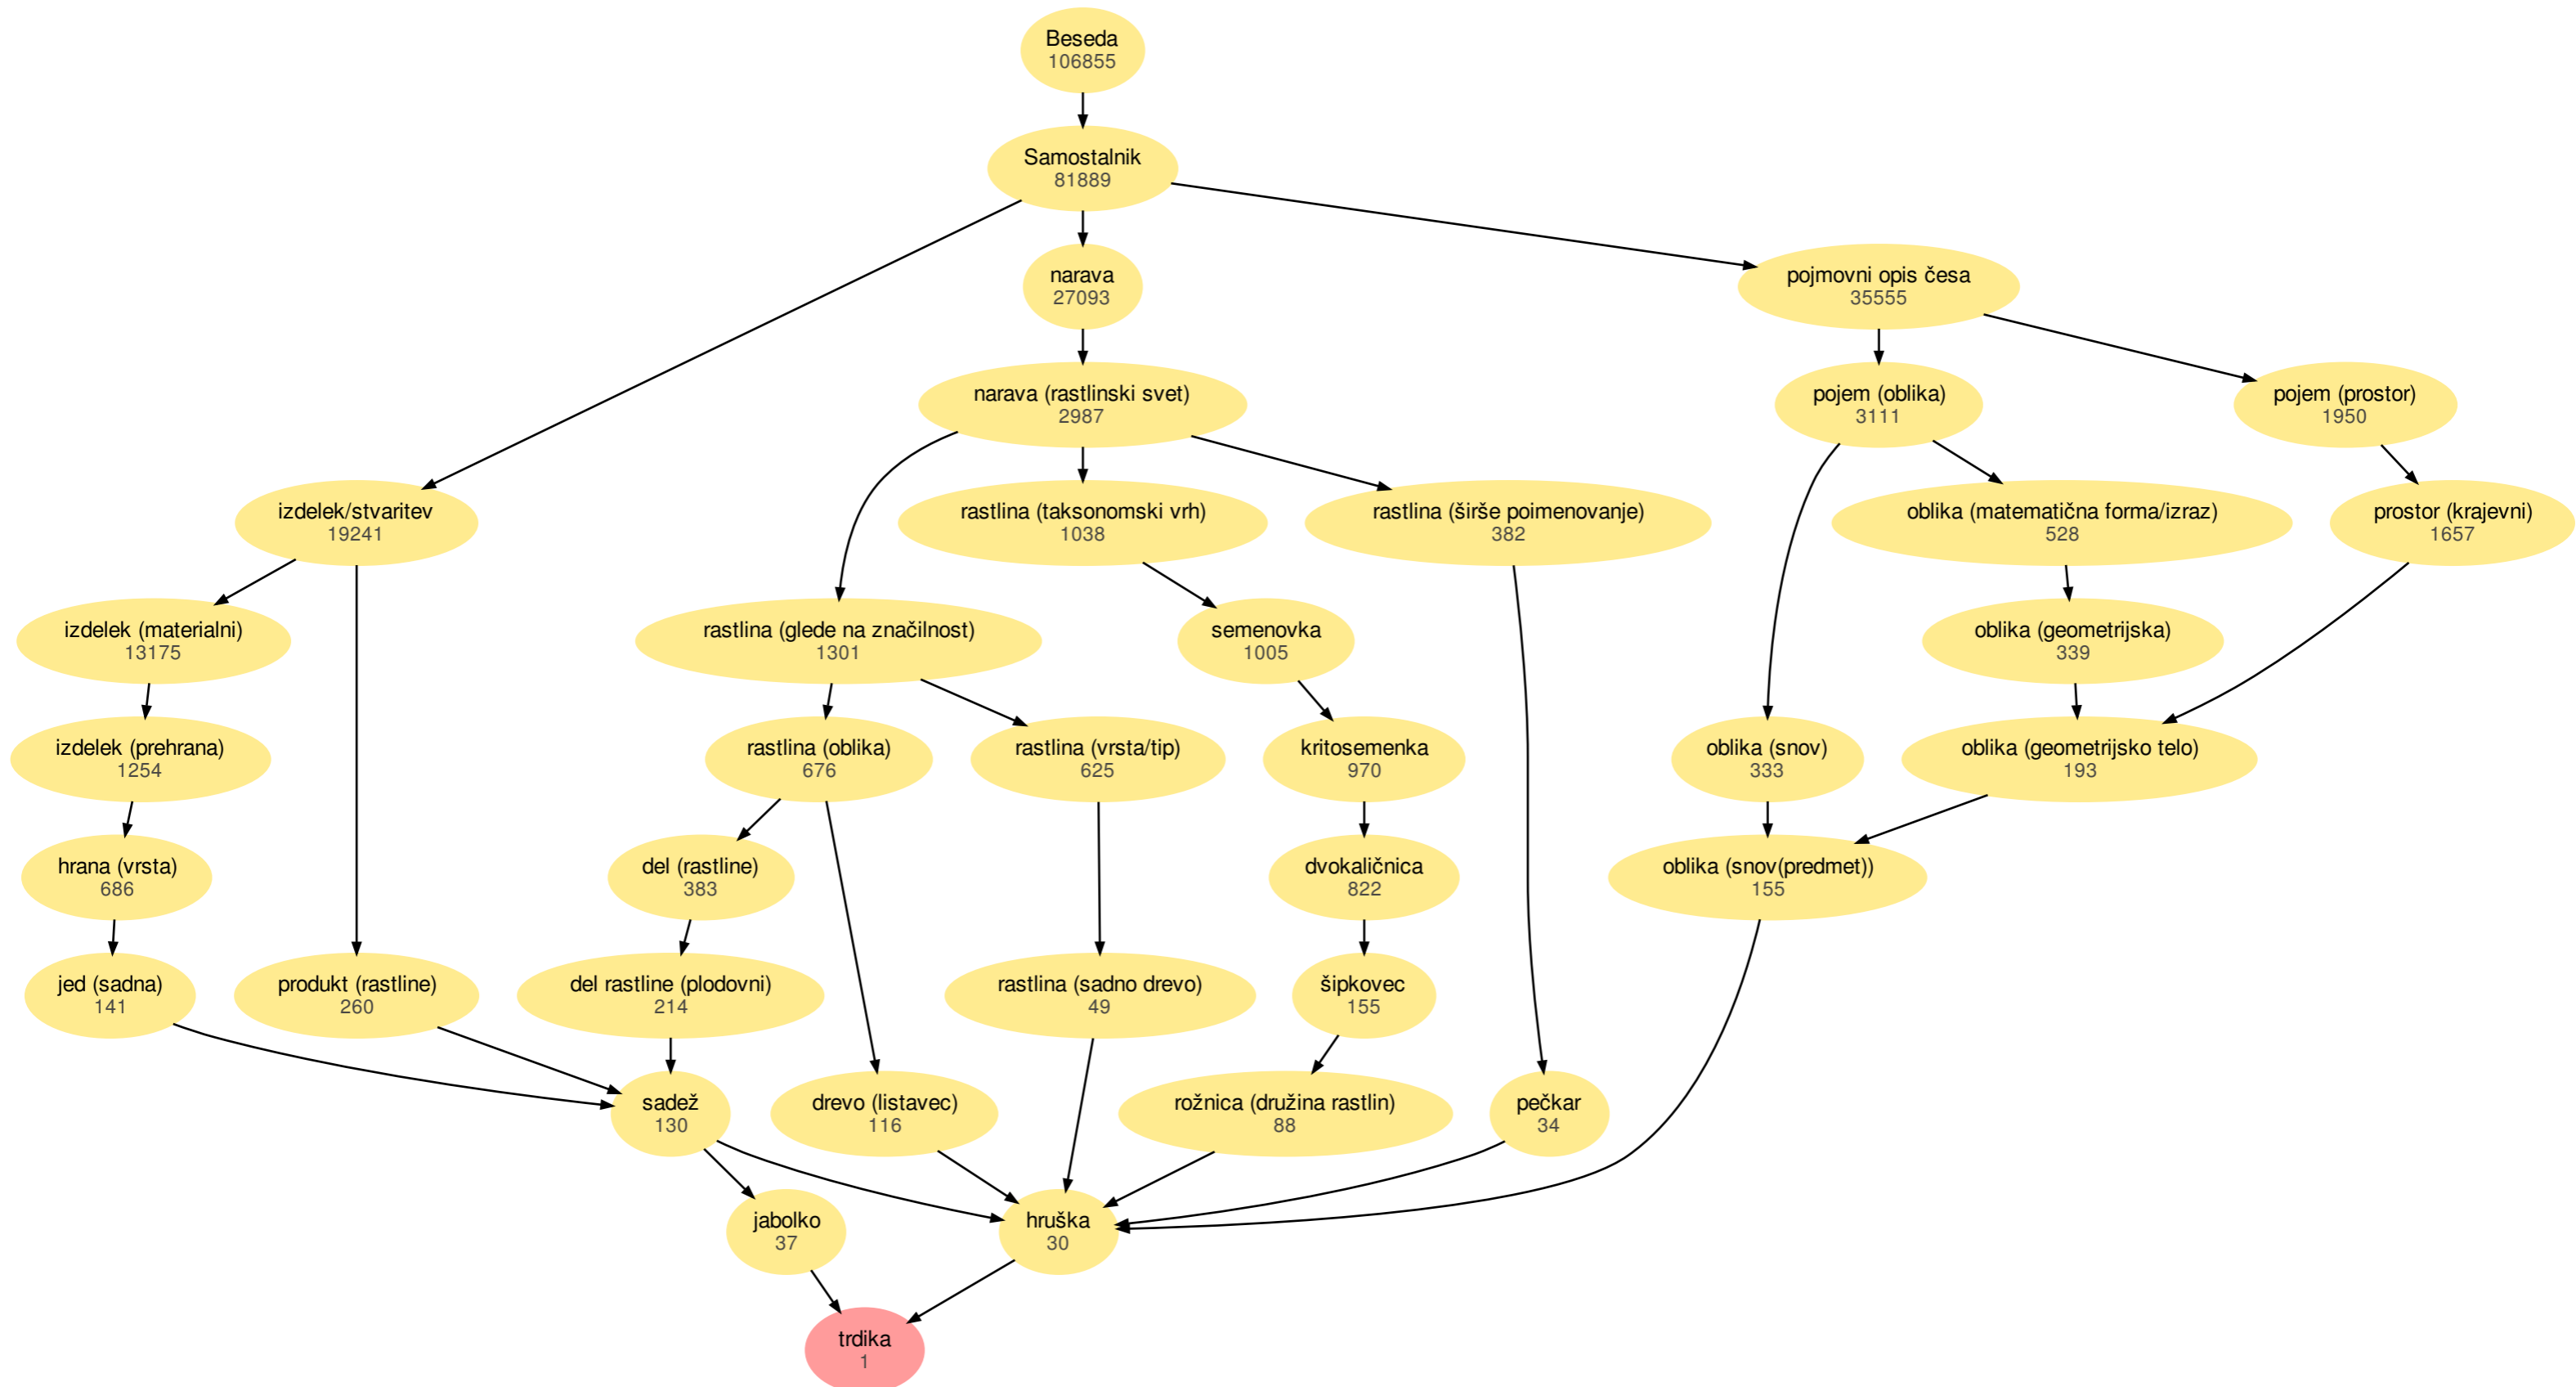 Beseda
106855
Samostalnik
81889
narava
27093
pojmovni opis česa
35555
narava (rastlinski svet)
2987
pojem (oblika)
3111
pojem (prostor)
1950
izdelek/stvaritev
19241
rastlina (taksonomski vrh)
1038
rastlina (širše poimenovanje)
382
oblika (matematična forma/izraz)
528
prostor (krajevni)
1657
izdelek (materialni)
13175
rastlina (glede na značilnost)
1301
semenovka
1005
oblika (geometrijska)
339
izdelek (prehrana)
1254
rastlina (oblika)
676
rastlina (vrsta/tip)
625
kritosemenka
970
oblika (snov)
333
oblika (geometrijsko telo)
193
hrana (vrsta)
686
del (rastline)
383
dvokaličnica
822
oblika (snov(predmet))
155
jed (sadna)
141
produkt (rastline)
260
del rastline (plodovni)
214
rastlina (sadno drevo)
49
šipkovec
155
sadež
130
drevo (listavec)
116
rožnica (družina rastlin)
88
pečkar
34
jabolko
37
hruška
30
trdika
1